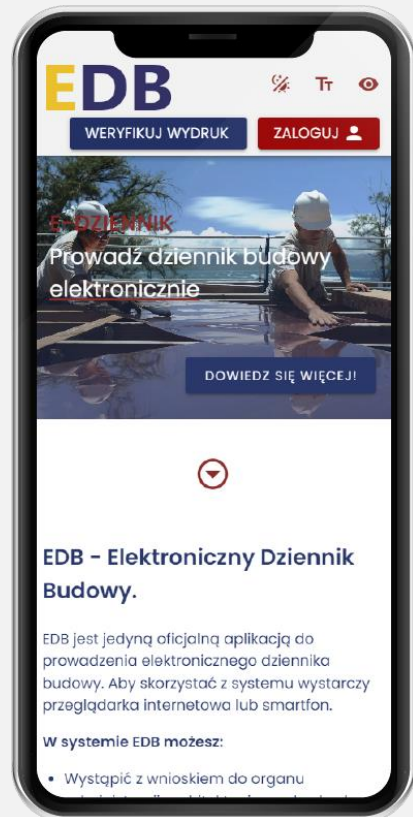 EDB
WERYFIKUJ WYDRUK
ZALOGUJ
E-DZIENNIK
Prowadź dziennik budowy
elektronicznie
DOWIEDZ SIĘ WIĘCEJ!
EDB - Elektroniczny Dziennik
Budowy.
EDB jest jedyną oficjalną aplikacją do
prowadzenia elektronicznego dziennika
budowy. Aby skorzystać z systemu wystarczy
przeglądarka internetowa lub smartfon.
W systemie EDB możesz:
• Wystąpić z wnioskiem do organu